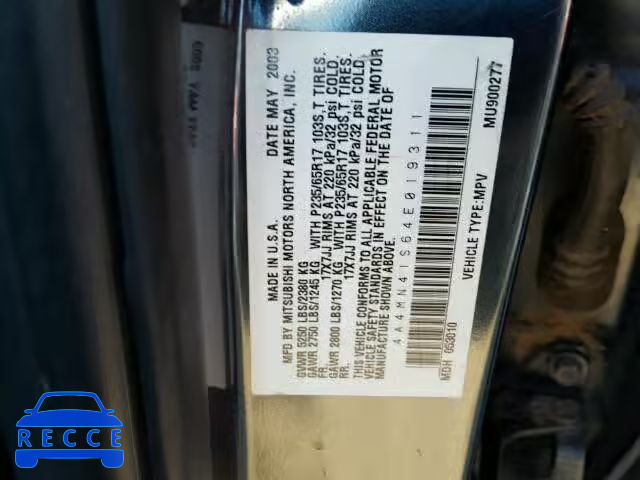 MADE IN U.S.A. DATE MAY 2003
MFD BY MITSUBISHI MOTORS NORTH AMERICA, INC.
GVWR 5250 LBS/2380 KG
GAWR 2750 LBS/1245 KG WITH P235/65R17 103S,T TIRES.
FR. 17X7JJ RIMS AT 220 kPa/32 psi COLD.
GAWR 2800 LBS/1270 KG WITH P235/65R17 103S,T TIRES.
RR. 17X7JJ RIMS AT 220 kPa/32 psi COLD.
THIS VEHICLE CONFORMS TO ALL APPLICABLE FEDERAL MOTOR
VEHICLE SAFETY STANDARDS IN EFFECT ON THE DATE OF
MANUFACTURE SHOWN ABOVE.
4A4MN41S64E019311
MDH 053010 VEHICLE TYPE:MPV MU900277
RECCE